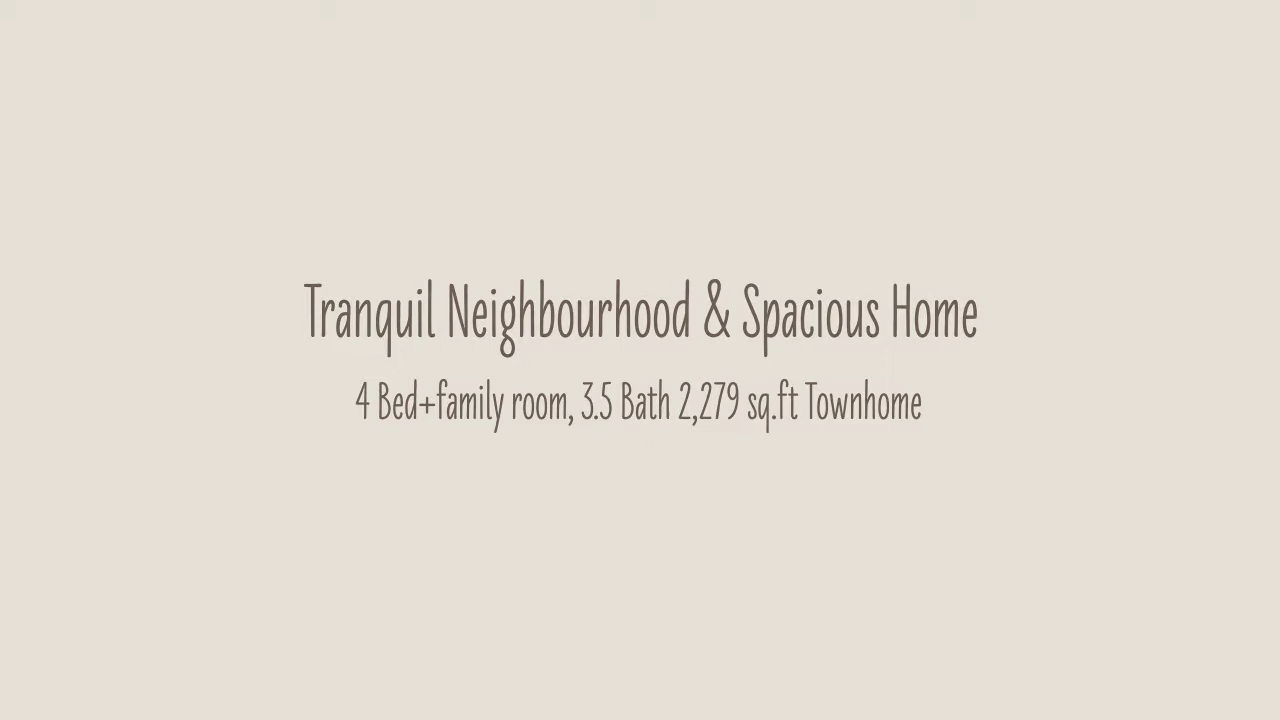 Tranquil Neighbourhood & Spacious Home
4 Bed+family room, 3.5 Bath 2,279 sq.ft Townhome